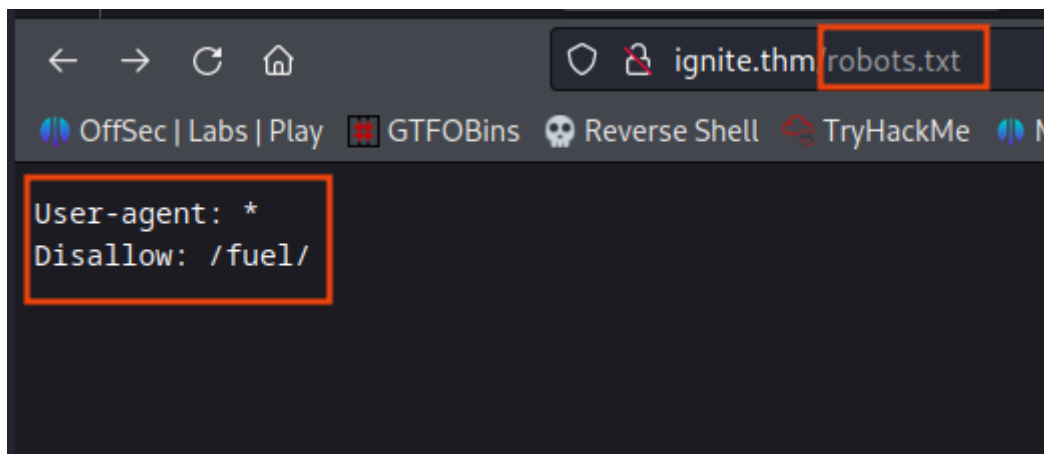 ignite.thm/robots.txt
OffSec | Labs | Play GTFOBins Reverse Shell TryHackMe
User-agent: *
Disallow: /fuel/